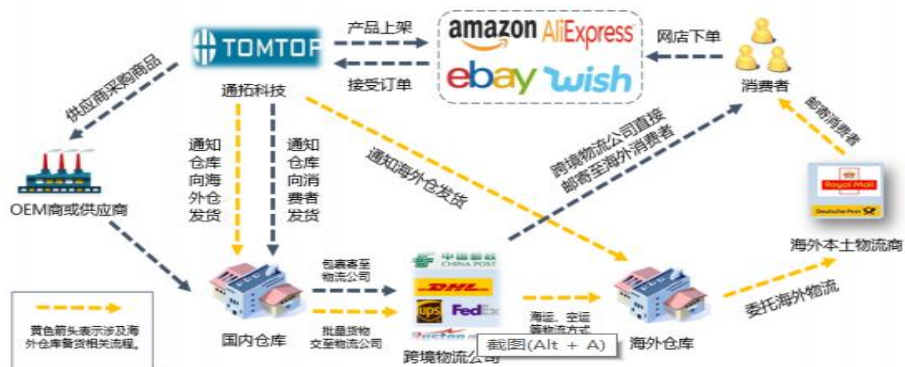 TOMTOP
通拓科技
产品上架
接受订单
amazon AliExpress
ebay wish
网店下单
消费者
供应商采购商品
OEM商或供应商
通知
仓库
向海
外仓
发货
通知
仓库
向消
费者
发货
通知海外仓发货
跨境物流公司直接
邮寄至海外消费者
邮寄消费者
Royal Mail
Deutsche Post
海外本土物流商
黄色箭头表示涉及海
外仓库备货相关流程。
国内仓库
包裹寄至
物流公司
批量货物
交至物流公司
中国邮政
CHINA POST
DHL
ups FedEx
跨境物流公司
海运、空运
等物流方式
截图(Alt + A)
海外仓库
委托海外物流